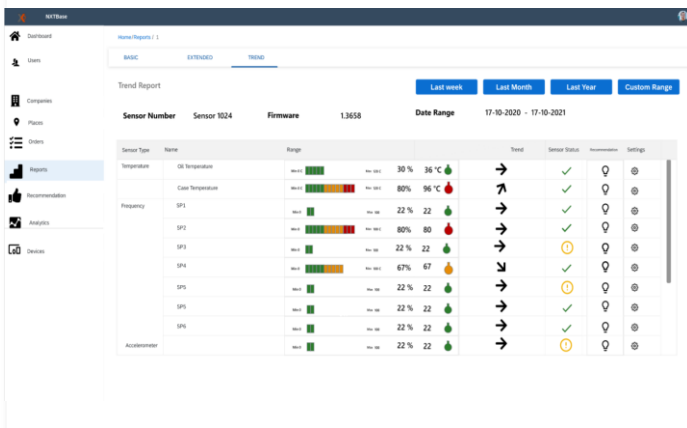 NXTBase
Dashboard
Users
Companies
Places
Orders
Reports
Recommendation
Analytics
Devices
Home/Reports / 1
BASIC EXTENDED TREND
Trend Report
Last week Last Month Last Year Custom Range
Sensor Number Sensor 1024 Firmware 1.3658 Date Range 17-10-2020 - 17-10-2021
Sensor Type Name Range Trend Sensor Status Recommendation Settings
Temperature OE Temperature 30 % 36 °C
Case Temperature 80% 96 °C
Frequency SP1 22 % 22
SP2 80% 80
SP3 22 % 22
SP4 67% 67
SP5 22 % 22
SP5 22 % 22
SP6 22 % 22
Accelerometer 22 % 22